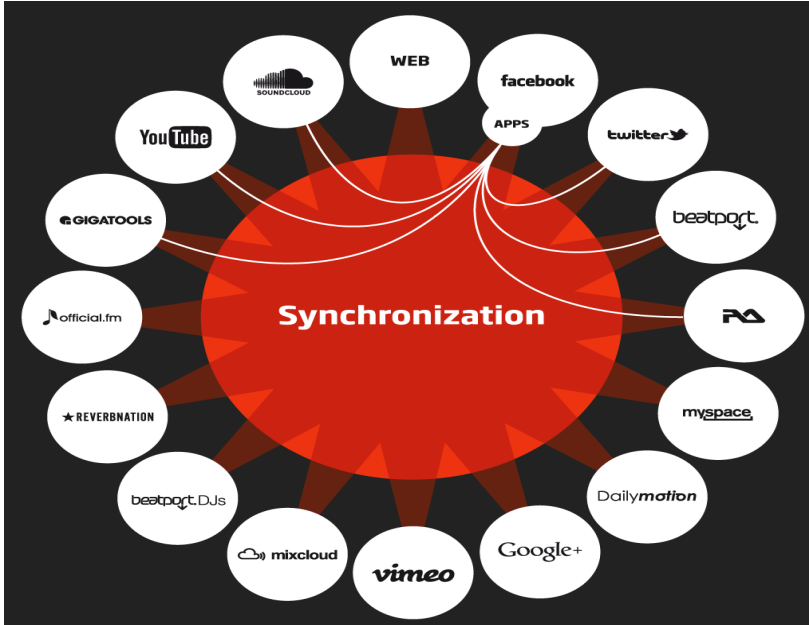 WEB
facebook
APPS
SOUNDCLOUD
twitter
YouTube
beatport
GIGATOOLS
Synchronization
official.fm
RA
myspace
REVERBNATION
Dailymotion
beatport DJs
Google+
mixcloud
vimeo